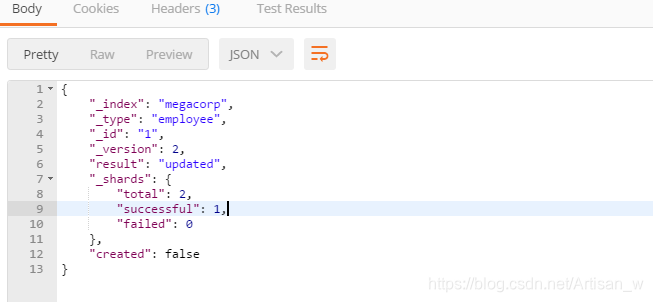 Body Cookies Headers (3) Test Results
Pretty Raw Preview JSON
1 {
2 "_index": "megacorp",
3 "_type": "employee",
4 "_id": "1",
5 "_version": 2,
6 "result": "updated",
7 "_shards": {
8 "total": 2,
9 "successful": 1,
10 "failed": 0
11 },
12 "created": false
13 }
https://blog.csdn.net/Artisan_w